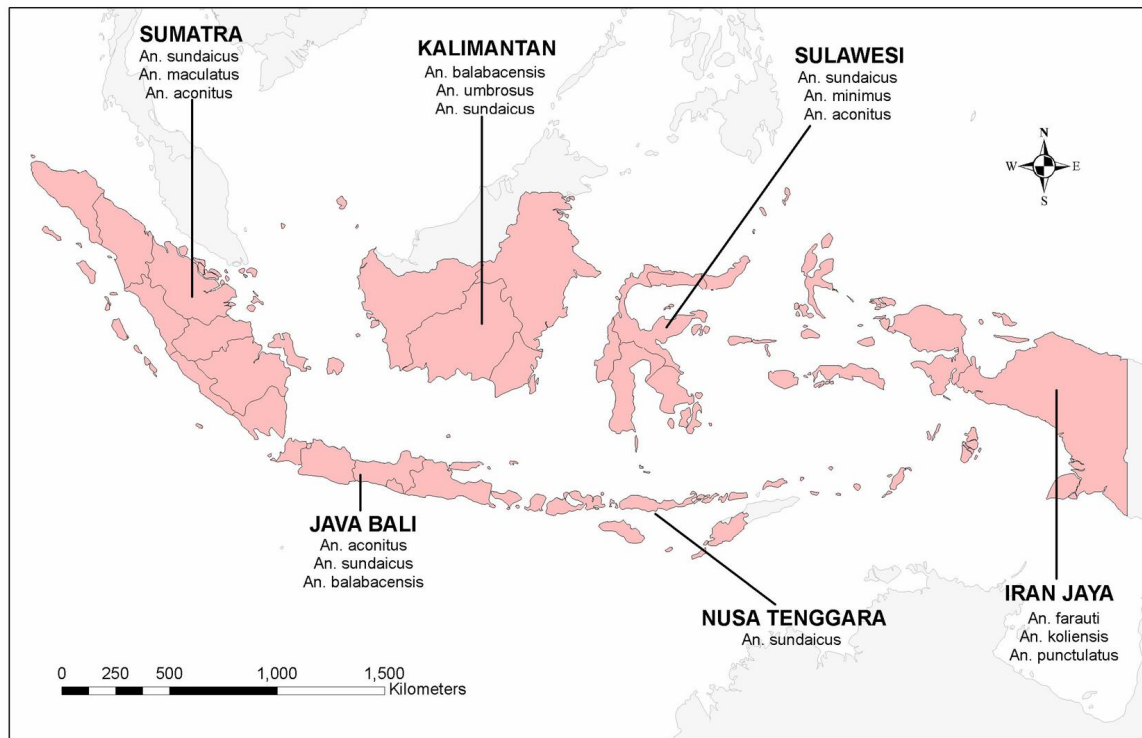 SUMATRA
An. sundaicus
An. maculatus
An. aconitus
KALIMANTAN
An. balabacensis
An. umbrosus
An. sundaicus
SULAWESI
An. sundaicus
An. minimus
An. aconitus
N
W E
S
JAVA BALI
An. aconitus
An. sundaicus
An. balabacensis
NUSA TENGGARA
An. sundaicus
IRAN JAYA
An. farauti
An. koliensis
An. punctulatus
0 250 500 1,000 1,500
Kilometers